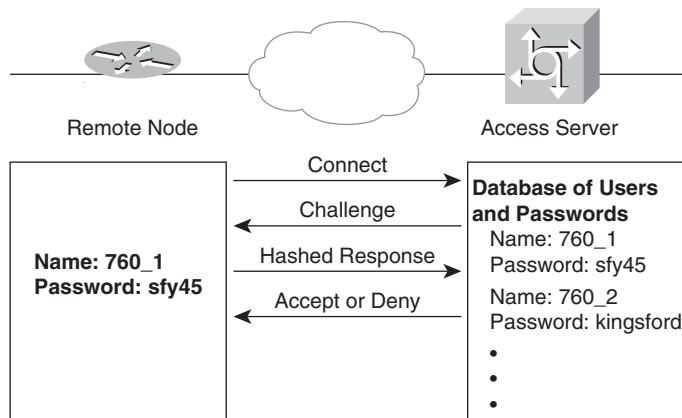 Remote Node
Access Server
Connect
Challenge
Hashed Response
Accept or Deny
Name: 760_1
Password: sfy45
Database of Users
and Passwords
Name: 760_1
Password: sfy45
Name: 760_2
Password: kingsford
•
•
•